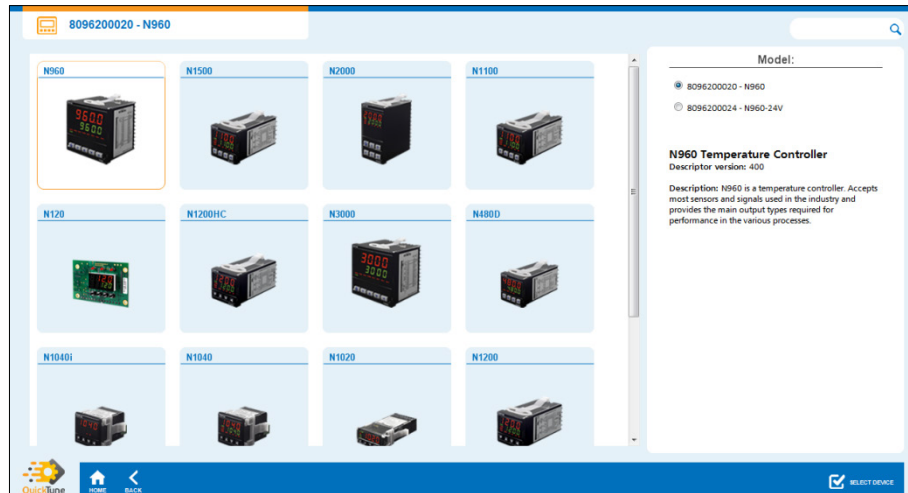 8096200020 - N960
N960
N1500
N2000
N1100
N120
N1200HC
N3000
N480D
N1040i
N1040
N1020
N1200
Model:
8096200020 - N960
8096200024 - N960-24V
N960 Temperature Controller
Descriptor version: 400
Description: N960 is a temperature controller. Accepts
most sensors and signals used in the industry and
provides the main output types required for
performance in the various processes.
QuickTune
HOME
BACK
SELECT DEVICE